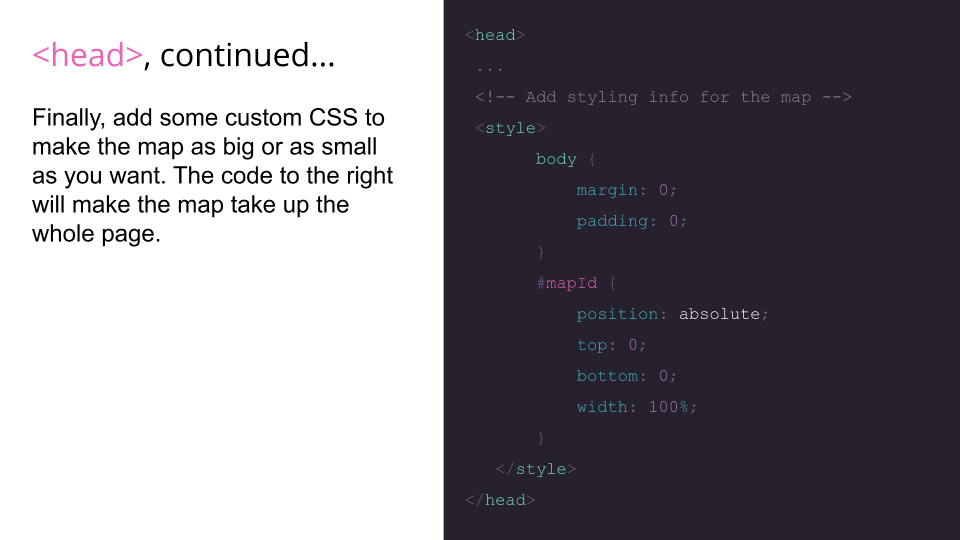 <head>, continued...
Finally, add some custom CSS to
make the map as big or as small
as you want. The code to the right
will make the map take up the
whole page.
<head>
...
<!-- Add styling info for the map -->
<style>
body {
margin: 0;
padding: 0;
}
#mapId {
position: absolute;
top: 0;
bottom: 0;
width: 100%;
}
</style>
</head>